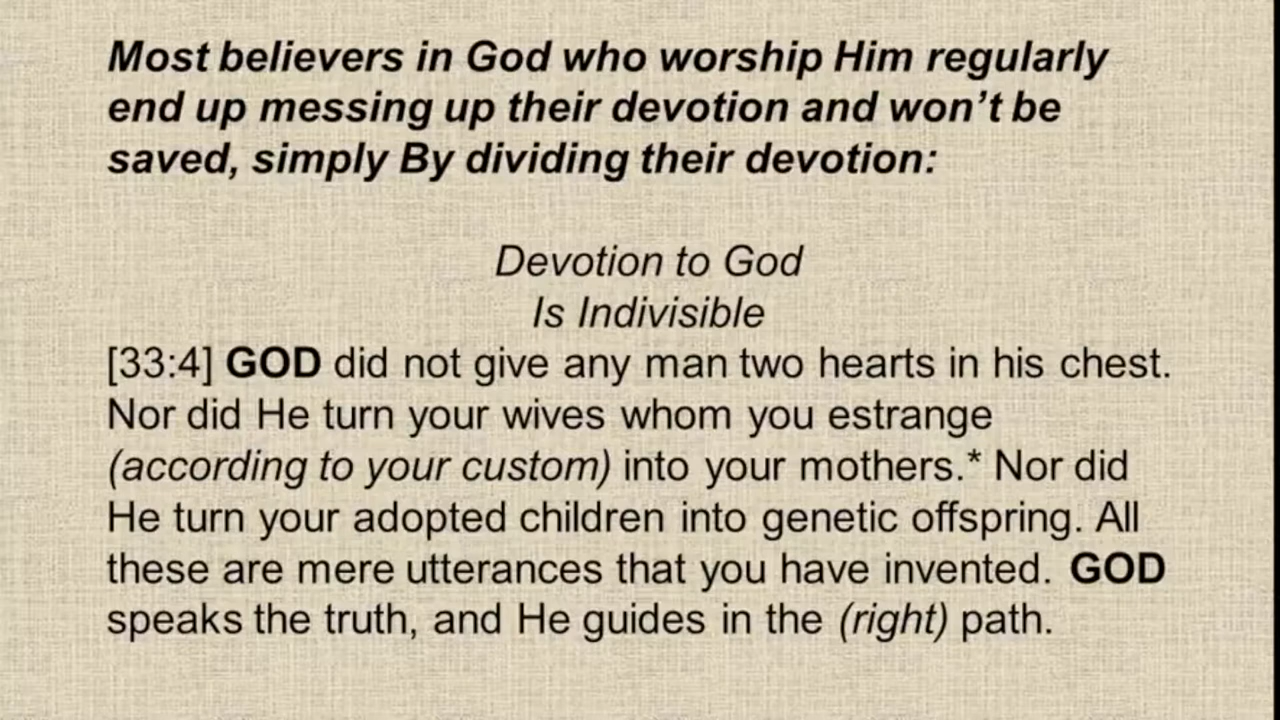 Most believers in God who worship Him regularly
end up messing up their devotion and won’t be
saved, simply By dividing their devotion:
Devotion to God
Is Indivisible
[33:4] GOD did not give any man two hearts in his chest.
Nor did He turn your wives whom you estrange
(according to your custom) into your mothers.* Nor did
He turn your adopted children into genetic offspring. All
these are mere utterances that you have invented. GOD
speaks the truth, and He guides in the (right) path.